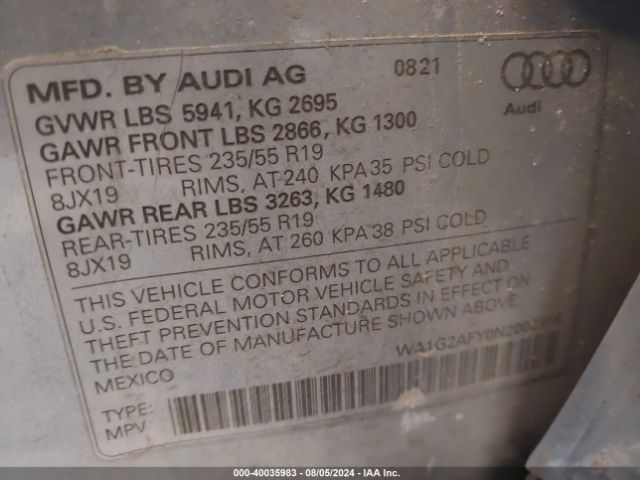 MFD. BY AUDI AG 0821
GVWR LBS 5941, KG 2695
GAWR FRONT LBS 2866, KG 1300
FRONT-TIRES 235/55 R19
8JX19 RIMS, AT 240 KPA 35 PSI COLD
GAWR REAR LBS 3263, KG 1480
REAR-TIRES 235/55 R19
8JX19 RIMS, AT 260 KPA 38 PSI COLD
Audi
THIS VEHICLE CONFORMS TO ALL APPLICABLE
U.S. FEDERAL MOTOR VEHICLE SAFETY AND
THEFT PREVENTION STANDARDS IN EFFECT ON
THE DATE OF MANUFACTURE SHOWN ABOVE.
MEXICO
TYPE:
MPV
000-40035983 - 08/05/2024 - IAA Inc.